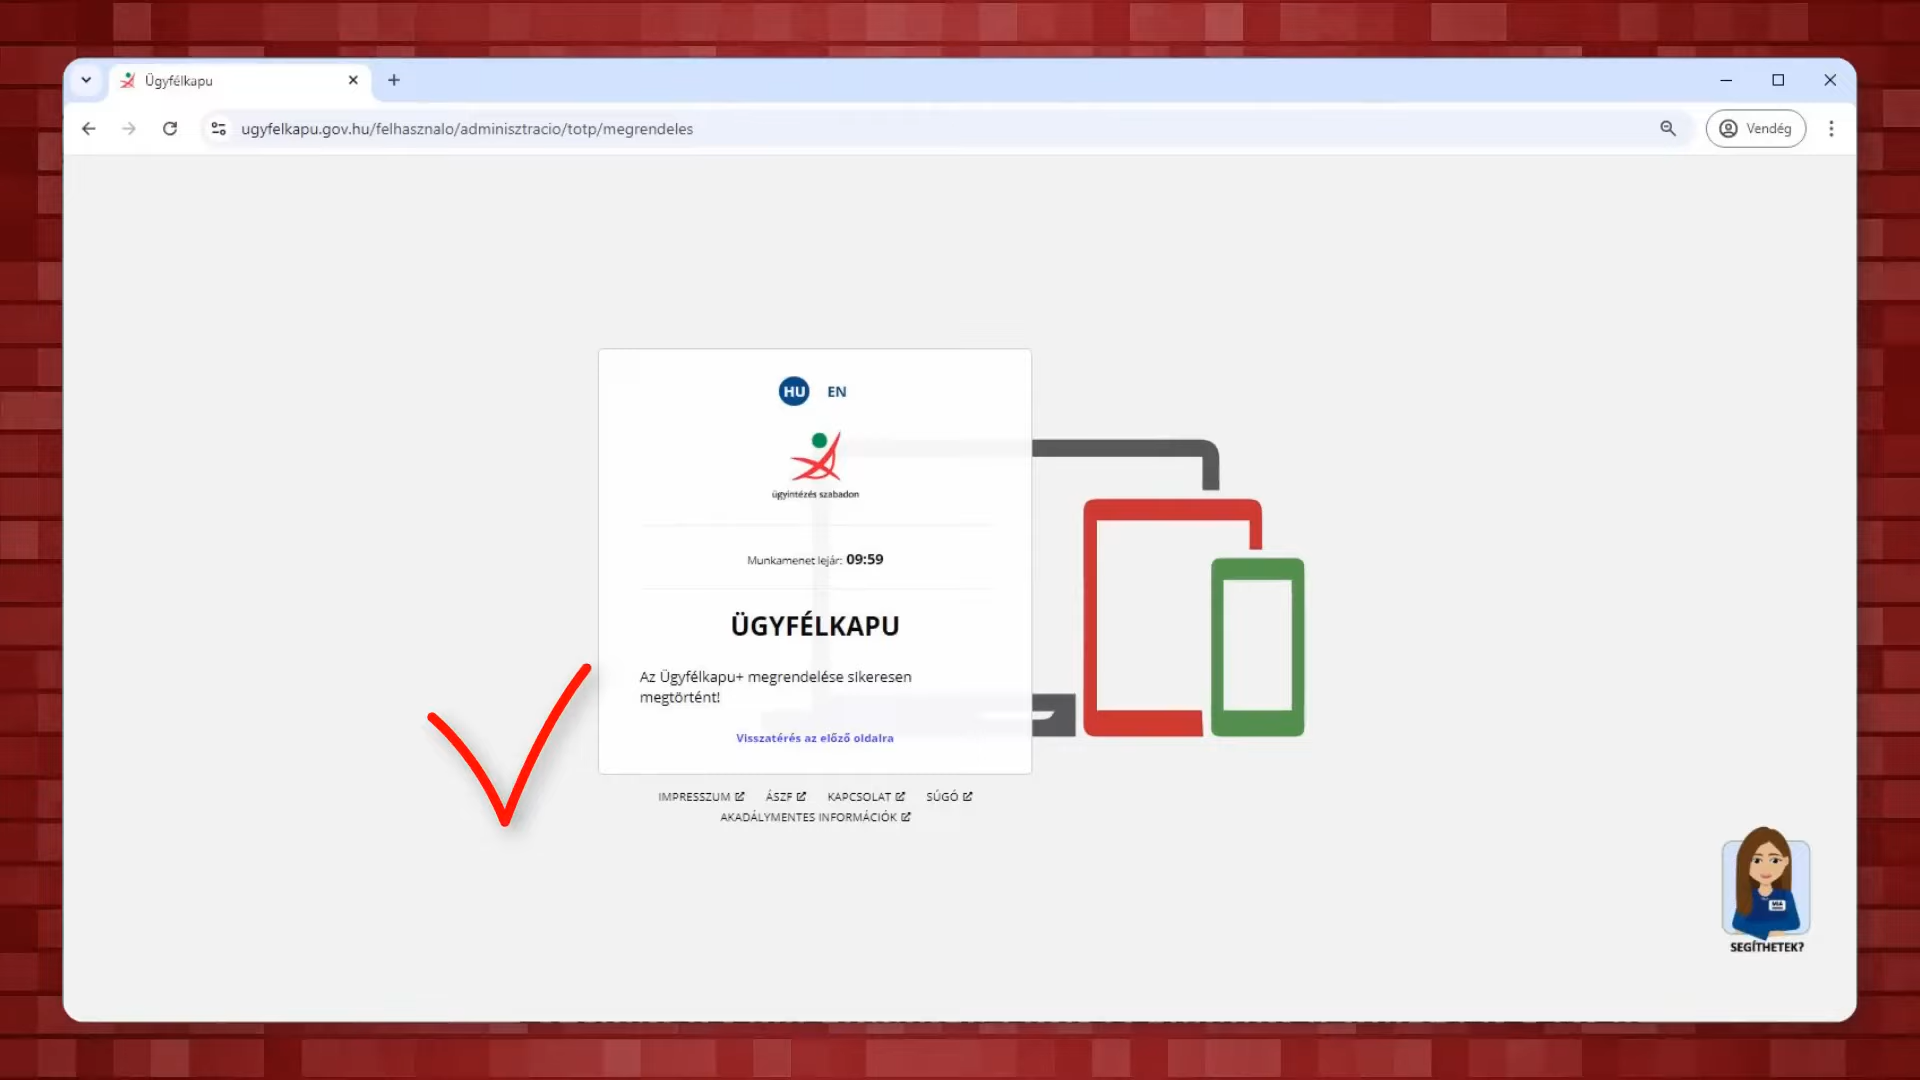 Ügyfélkapu
ugyfelkapu.gov.hu/felhasznalo/adminisztracio/totp/megrendeles
Vendég
HU EN
ügyintézés szabadon
Munkamenet lejár: 09:59
ÜGYFÉLKAPU
Az Ügyfélkapu+ megrendelése sikeresen
megtörtént!
Visszatérés az előző oldalra
IMPRESSZUM ÁSZF KAPCSOLAT SÚGÓ
AKADÁLYMENTES INFORMÁCIÓK
MIA
SEGÍTHETEK?